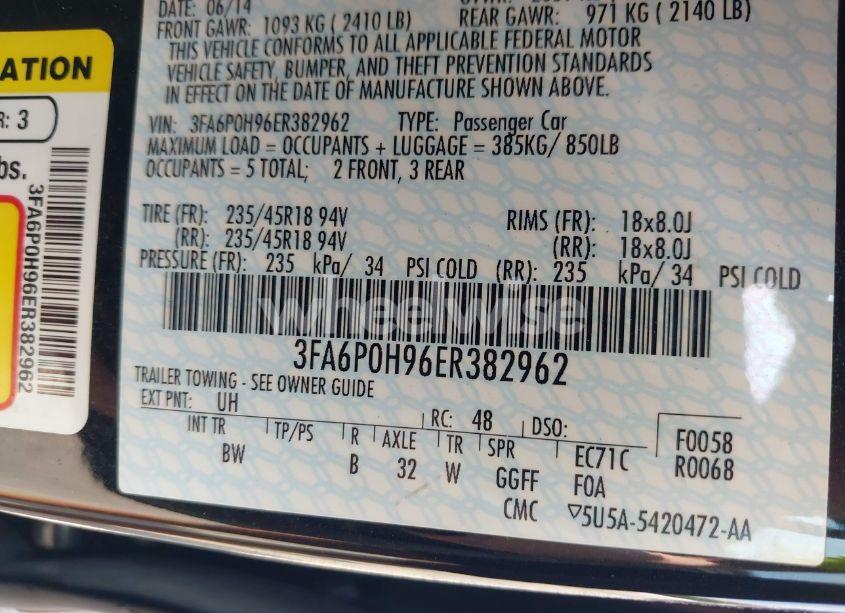 DATE: 06/14
FRONT GAWR: 1093 KG ( 2410 LB) REAR GAWR: 971 KG ( 2140 LB)
THIS VEHICLE CONFORMS TO ALL APPLICABLE FEDERAL MOTOR
VEHICLE SAFETY, BUMPER, AND THEFT PREVENTION STANDARDS
IN EFFECT ON THE DATE OF MANUFACTURE SHOWN ABOVE.
VIN: 3FA6P0H96ER382962 TYPE: Passenger Car
MAXIMUM LOAD = OCCUPANTS + LUGGAGE = 385KG/ 850LB
OCCUPANTS = 5 TOTAL; 2 FRONT, 3 REAR
TIRE (FR): 235/45R18 94V RIMS (FR): 18x8.0J
(RR): 235/45R18 94V (RR): 18x8.0J
PRESSURE (FR): 235 kPa/ 34 PSI COLD (RR): 235 kPa/ 34 PSI COLD
wheelwise
3FA6P0H96ER382962
TRAILER TOWING - SEE OWNER GUIDE
EXT PNT: UH RC: 48 DSO:
INT TR TP/PS R AXLE TR SPR EC71C F0058
BW B 32 W GGFF F0A R0068
CMC 5U5A-5420472-AA
ATION
R: 3
bs.
3FA6P0H96ER382962